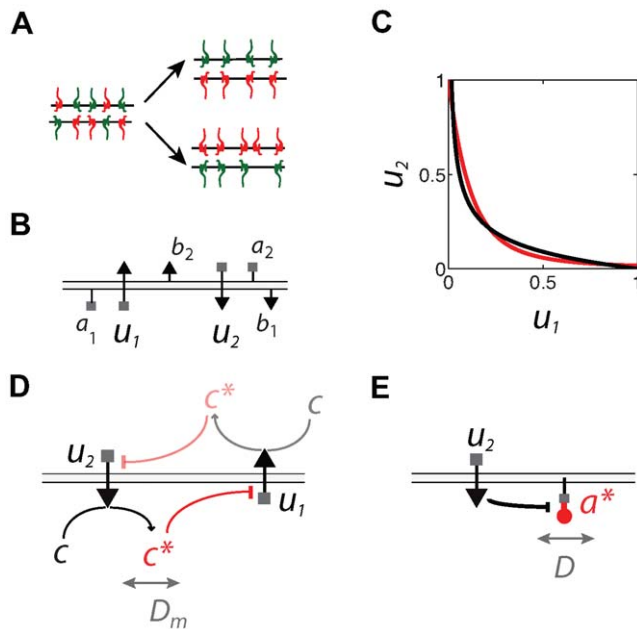 A
C
1
u₂
0.5
0
0 0.5 1
u₁
B
b₂ a₂
a₁ u₁ u₂ b₁
D
E
c* c
u₂
u₁
c c*
Dₘ
u₂
a*
D